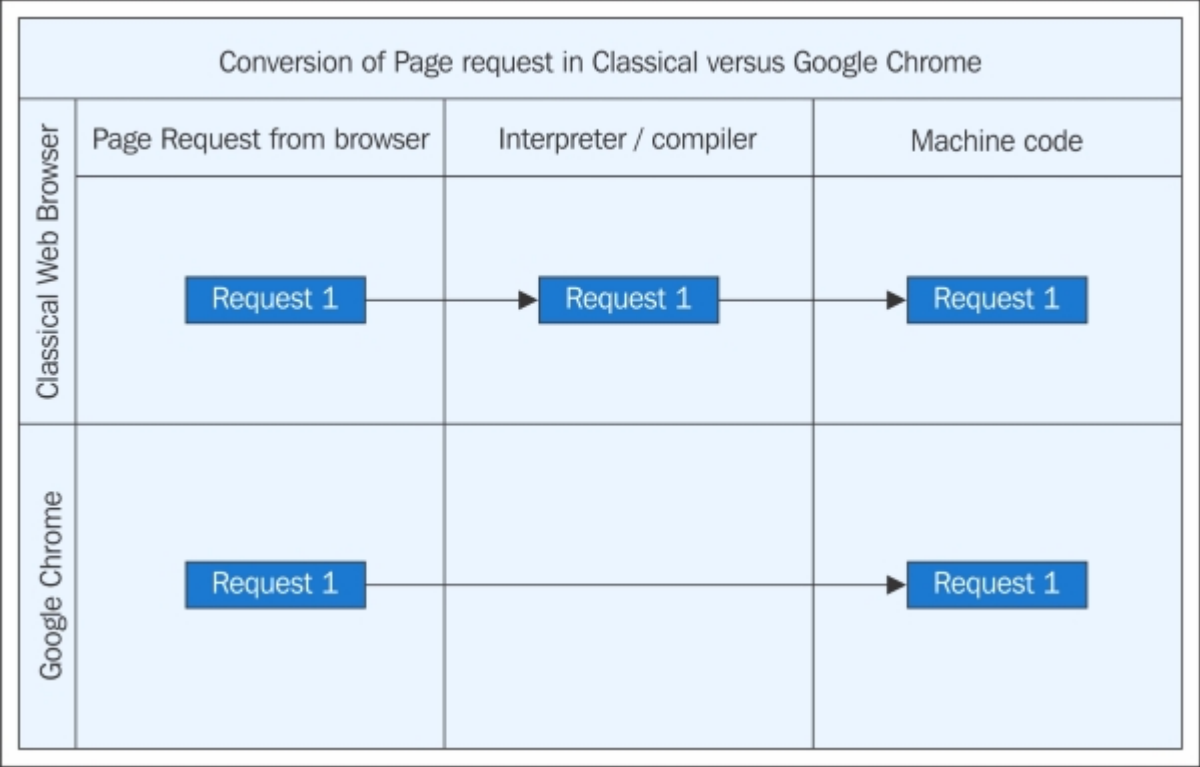 Conversion of Page request in Classical versus Google Chrome
Page Request from browser
Interpreter / compiler
Machine code
Classical Web Browser
Request 1
Request 1
Request 1
Google Chrome
Request 1
Request 1